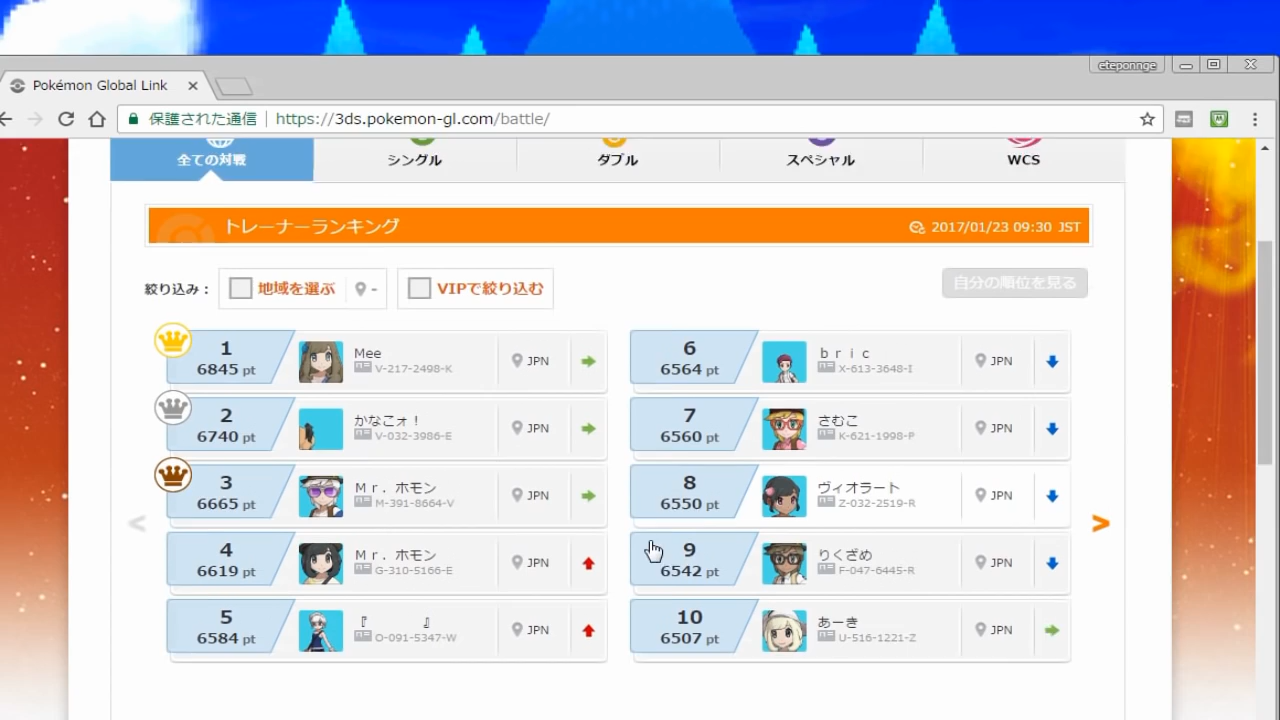 eteponnge
Pokémon Global Link
保護された通信 https://3ds.pokemon-gl.com/battle/
全ての対戦 シングル ダブル スペシャル WCS
トレーナーランキング 2017/01/23 09:30 JST
絞り込み： 地域を選ぶ - VIPで絞り込む 自分の順位を見る
1 6845 pt Mee V-217-2498-K JPN
2 6740 pt かなこォ！ V-032-3986-E JPN
3 6665 pt Ｍｒ．ホモン M-391-8664-V JPN
4 6619 pt Ｍｒ．ホモン G-310-5166-E JPN
5 6584 pt 『　　　』 O-091-5347-W JPN
6 6564 pt ｂｒｉｃ X-613-3648-I JPN
7 6560 pt さむこ K-621-1998-P JPN
8 6550 pt ヴィオラート Z-032-2519-R JPN
9 6542 pt りくざめ F-047-6445-R JPN
10 6507 pt あーき U-516-1221-Z JPN